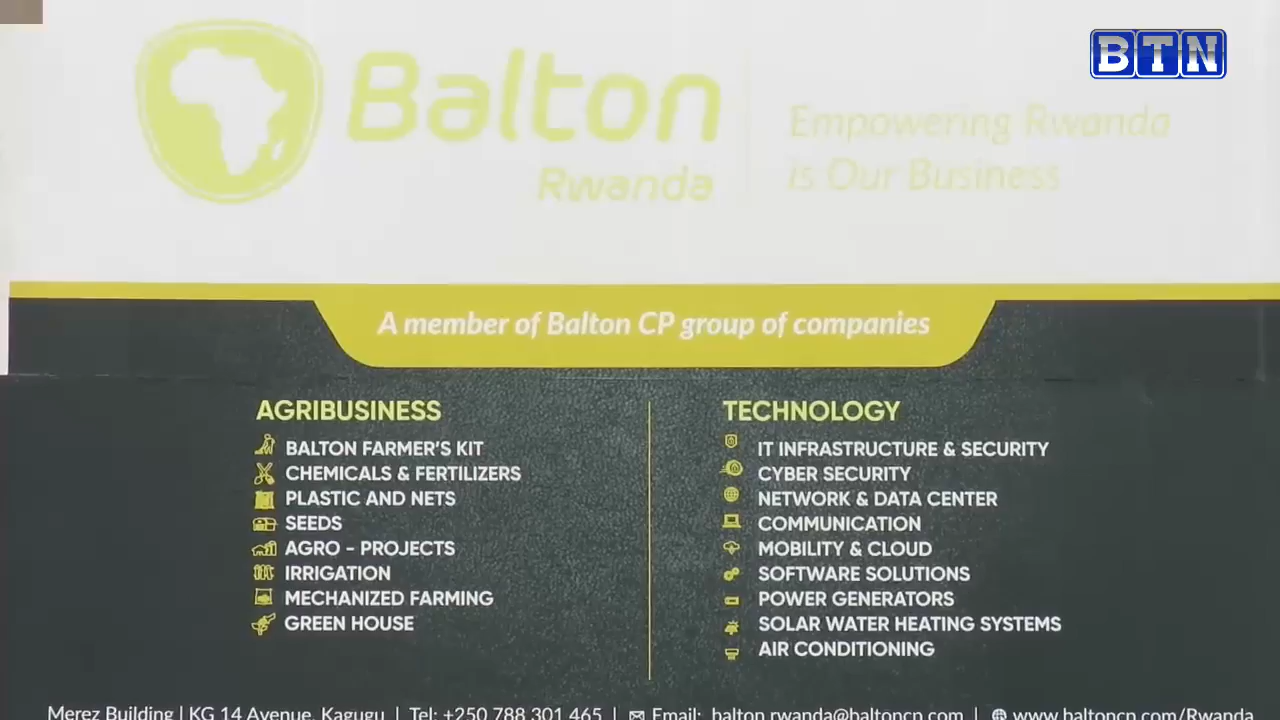 BTN
Balton
Rwanda
Empowering Rwanda
is Our Business
A member of Balton CP group of companies
AGRIBUSINESS
BALTON FARMER'S KIT
CHEMICALS & FERTILIZERS
PLASTIC AND NETS
SEEDS
AGRO - PROJECTS
IRRIGATION
MECHANIZED FARMING
GREEN HOUSE
TECHNOLOGY
IT INFRASTRUCTURE & SECURITY
CYBER SECURITY
NETWORK & DATA CENTER
COMMUNICATION
MOBILITY & CLOUD
SOFTWARE SOLUTIONS
POWER GENERATORS
SOLAR WATER HEATING SYSTEMS
AIR CONDITIONING
Merez Building | KG 14 Avenue, Kagugu | Tel: +250 788 301 465 | Email: balton.rwanda@baltoncp.com | www.baltoncp.com/Rwanda